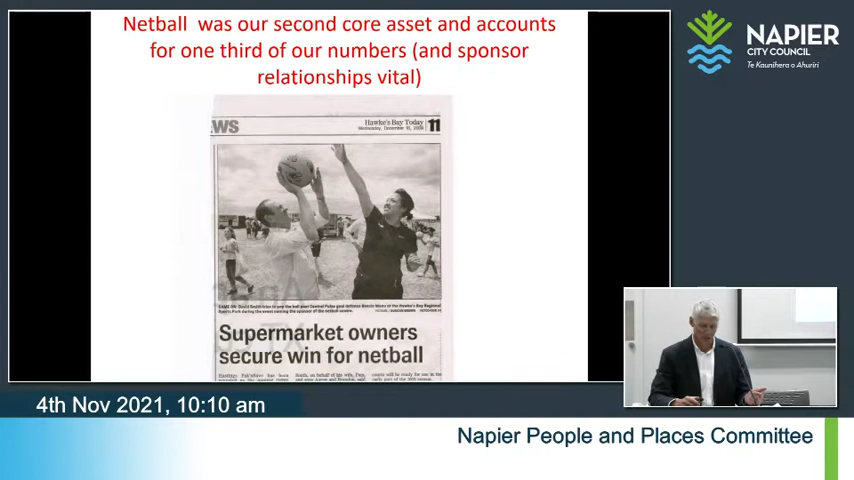 Netball was our second core asset and accounts
for one third of our numbers (and sponsor
relationships vital)
NAPIER
CITY COUNCIL
Te Kaunihera o Ahuriri
WS
Hawke's Bay Today
11
Supermarket owners
secure win for netball
4th Nov 2021, 10:10 am
Napier People and Places Committee